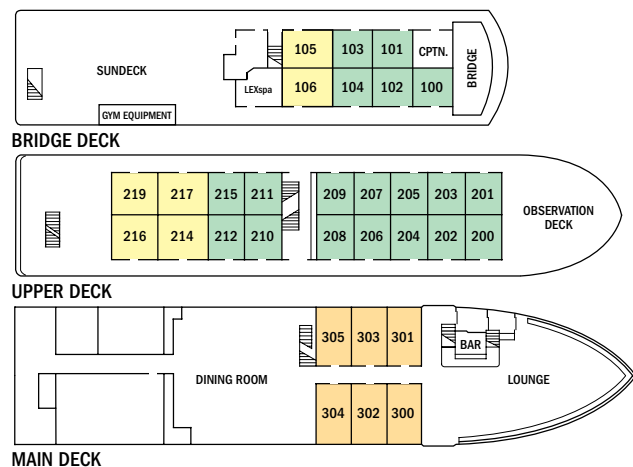 105 103 101 CPTN.
SUNDECK
BRIDGE
LEXspa 106 104 102 100
GYM EQUIPMENT
BRIDGE DECK
219 217 215 211 209 207 205 203 201
OBSERVATION
DECK
216 214 212 210 208 206 204 202 200
UPPER DECK
305 303 301
BAR
DINING ROOM
LOUNGE
304 302 300
MAIN DECK